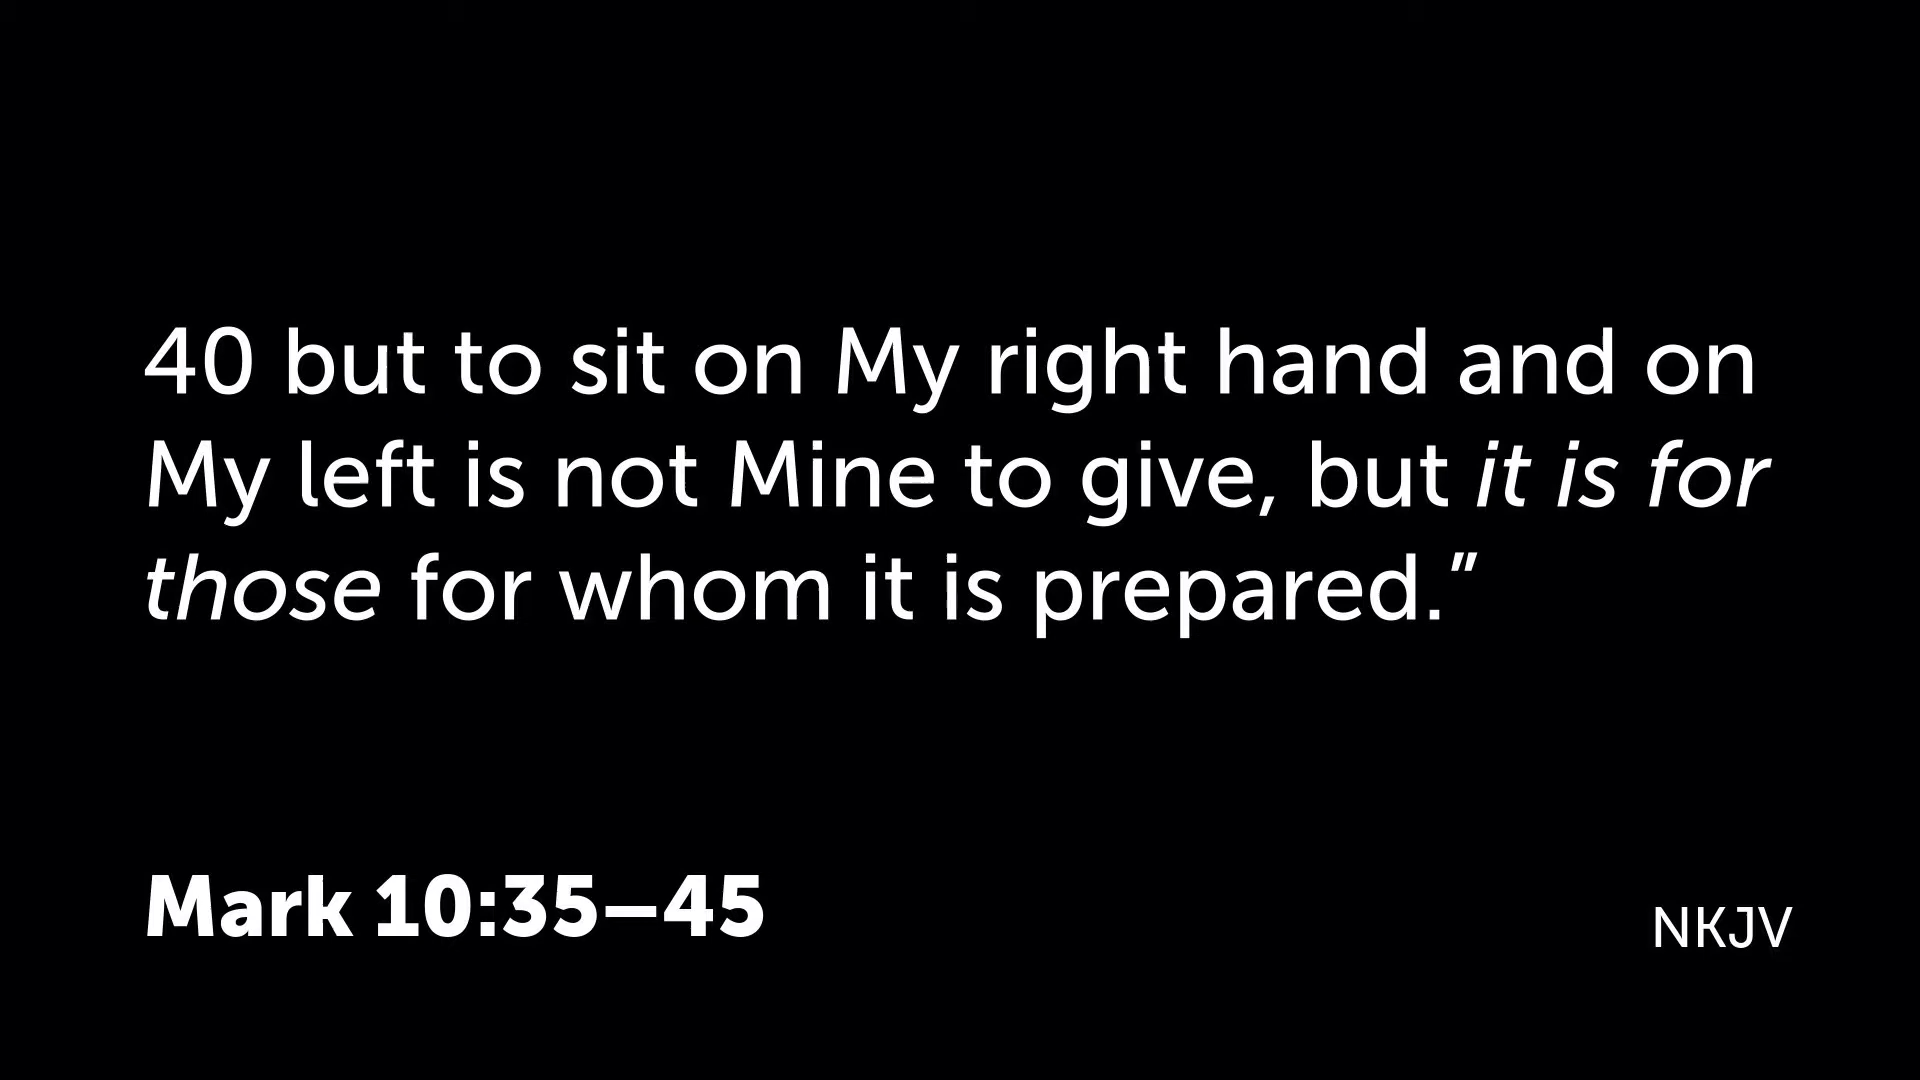 40 but to sit on My right hand and on
My left is not Mine to give, but it is for
those for whom it is prepared.”
Mark 10:35–45
NKJV